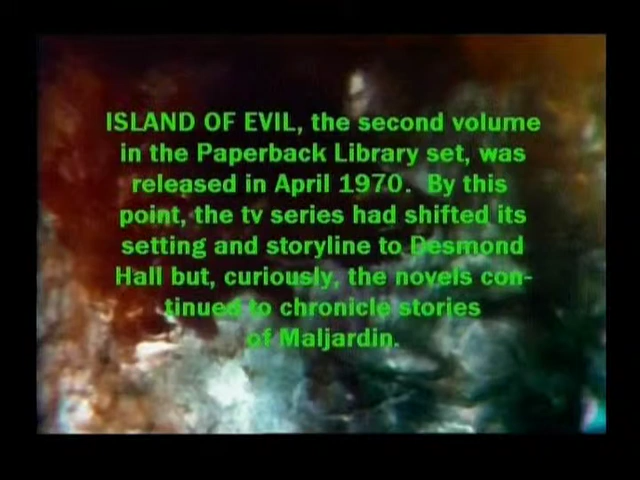 ISLAND OF EVIL, the second volume
in the Paperback Library set, was
released in April 1970.  By this
point, the tv series had shifted its
setting and storyline to Desmond
Hall but, curiously, the novels con-
tinued to chronicle stories
of Maljardin.